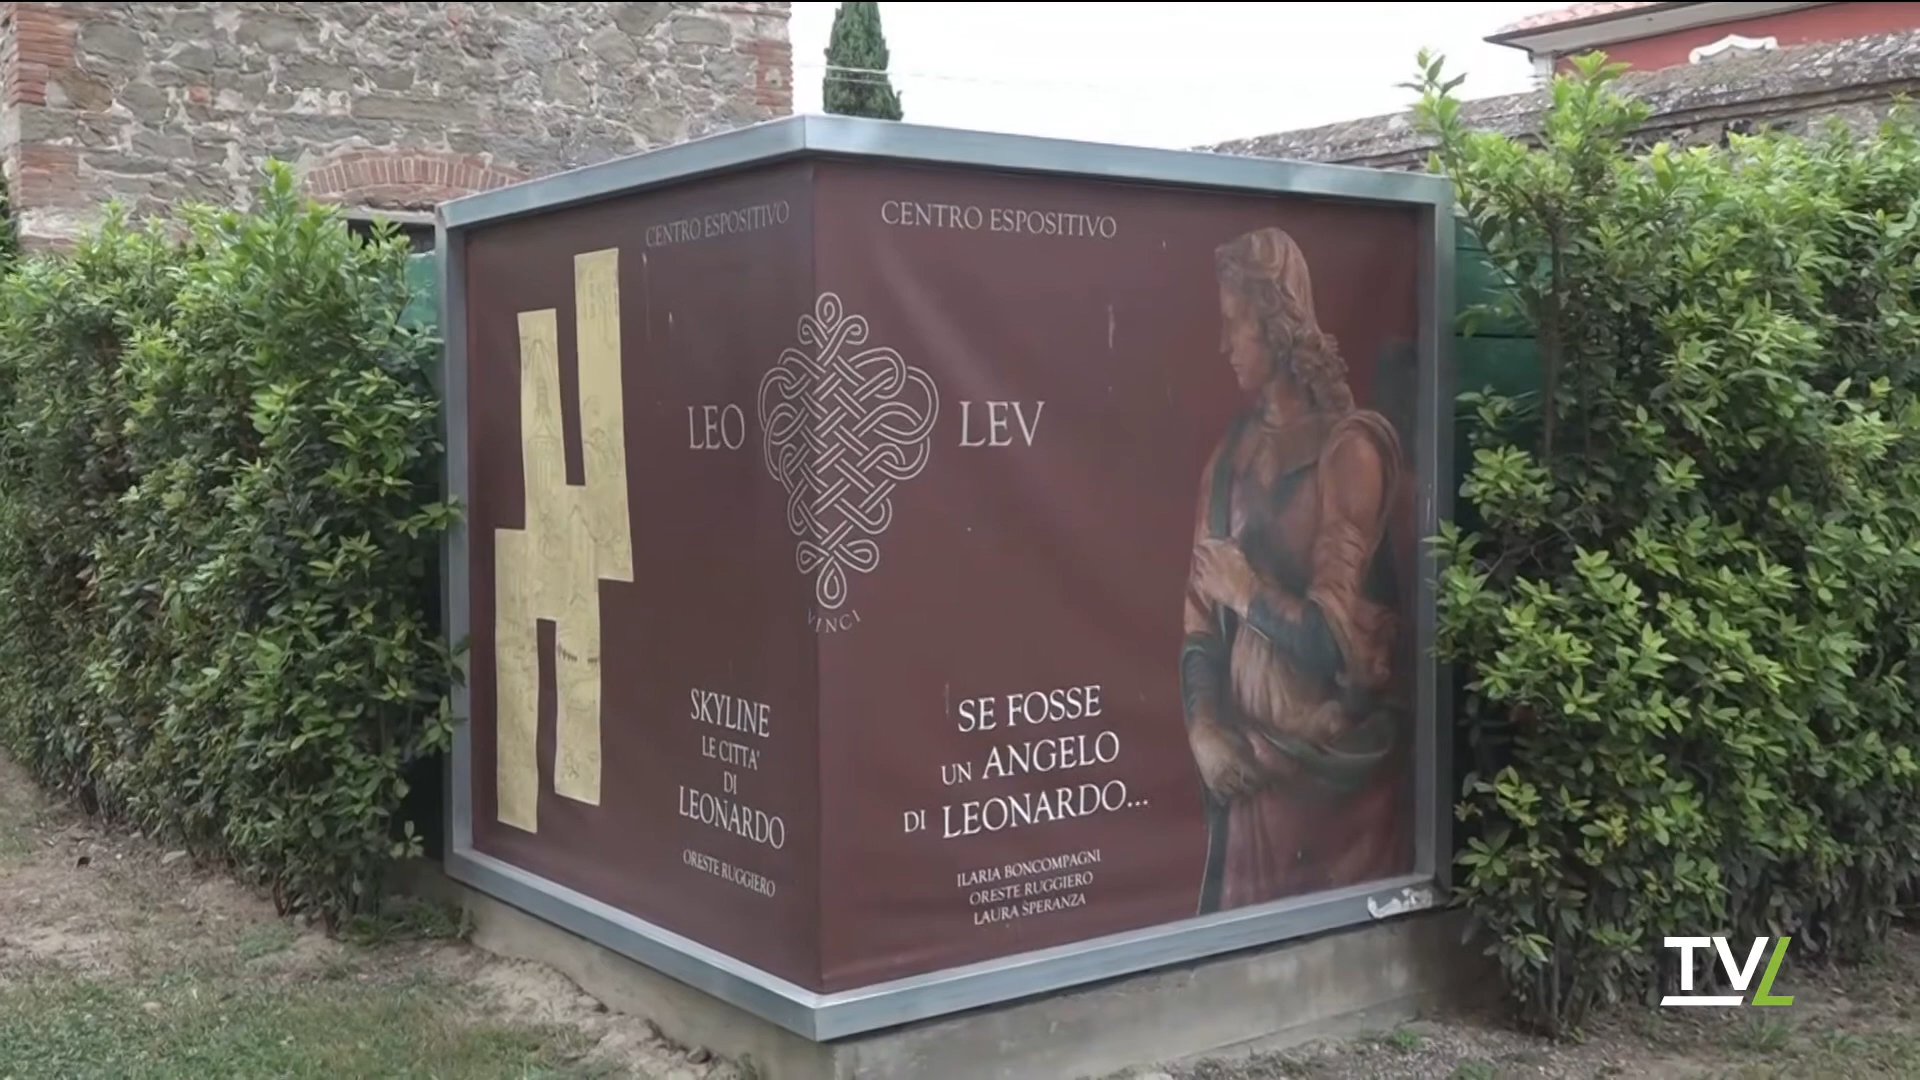 CENTRO ESPOSITIVO
LEO
SKYLINE
LE CITTA'
DI
LEONARDO
ORESTE RUGGIERO
CENTRO ESPOSITIVO
LEV
VINCI
SE FOSSE
UN ANGELO
DI LEONARDO...
ILARIA BONCOMPAGNI
ORESTE RUGGIERO
LAURA SPERANZA
TVL